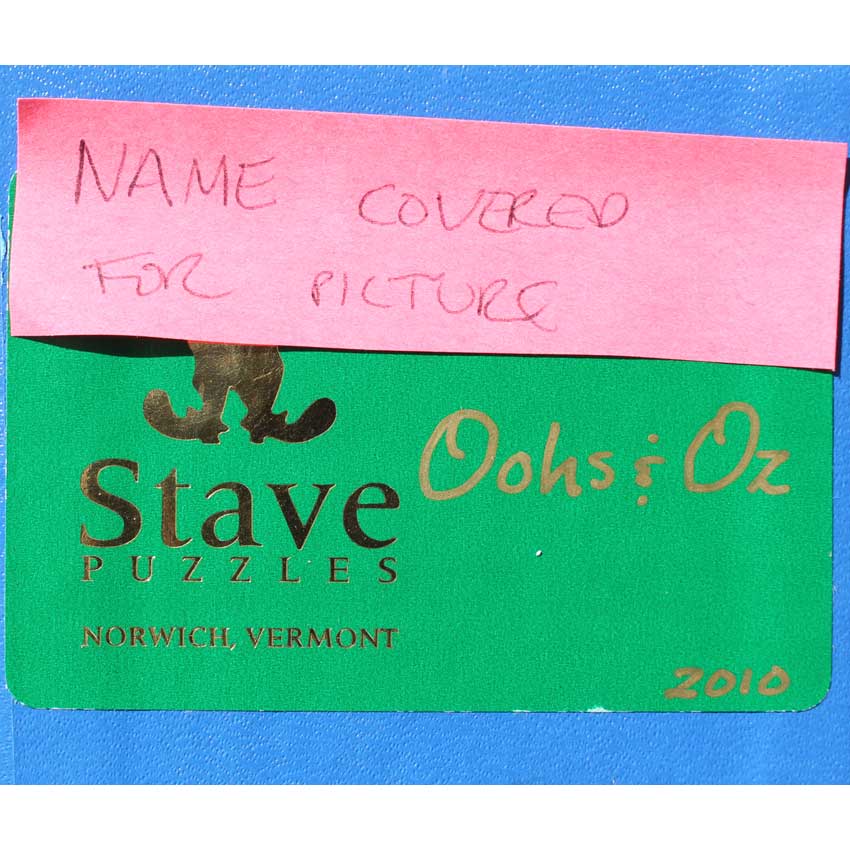 NAME COVERED
FOR PICTURE
Oohs & Oz
Stave
PUZZLES
NORWICH, VERMONT
2010